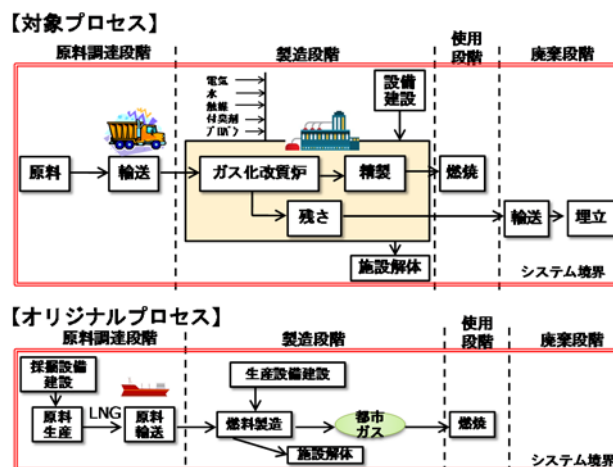 【対象プロセス】
原料調達段階
製造段階
使用
段階
廃棄段階
電気
水
触媒
付臭剤
プロパン
設備
建設
原料
輸送
ガス化改質炉
精製
燃焼
残さ
輸送
埋立
施設解体
システム境界
【オリジナルプロセス】
原料調達段階
製造段階
使用
段階
廃棄段階
採掘設備
建設
生産設備建設
原料
生産
LNG
原料
輸送
燃料製造
都市
ガス
燃焼
施設解体
システム境界